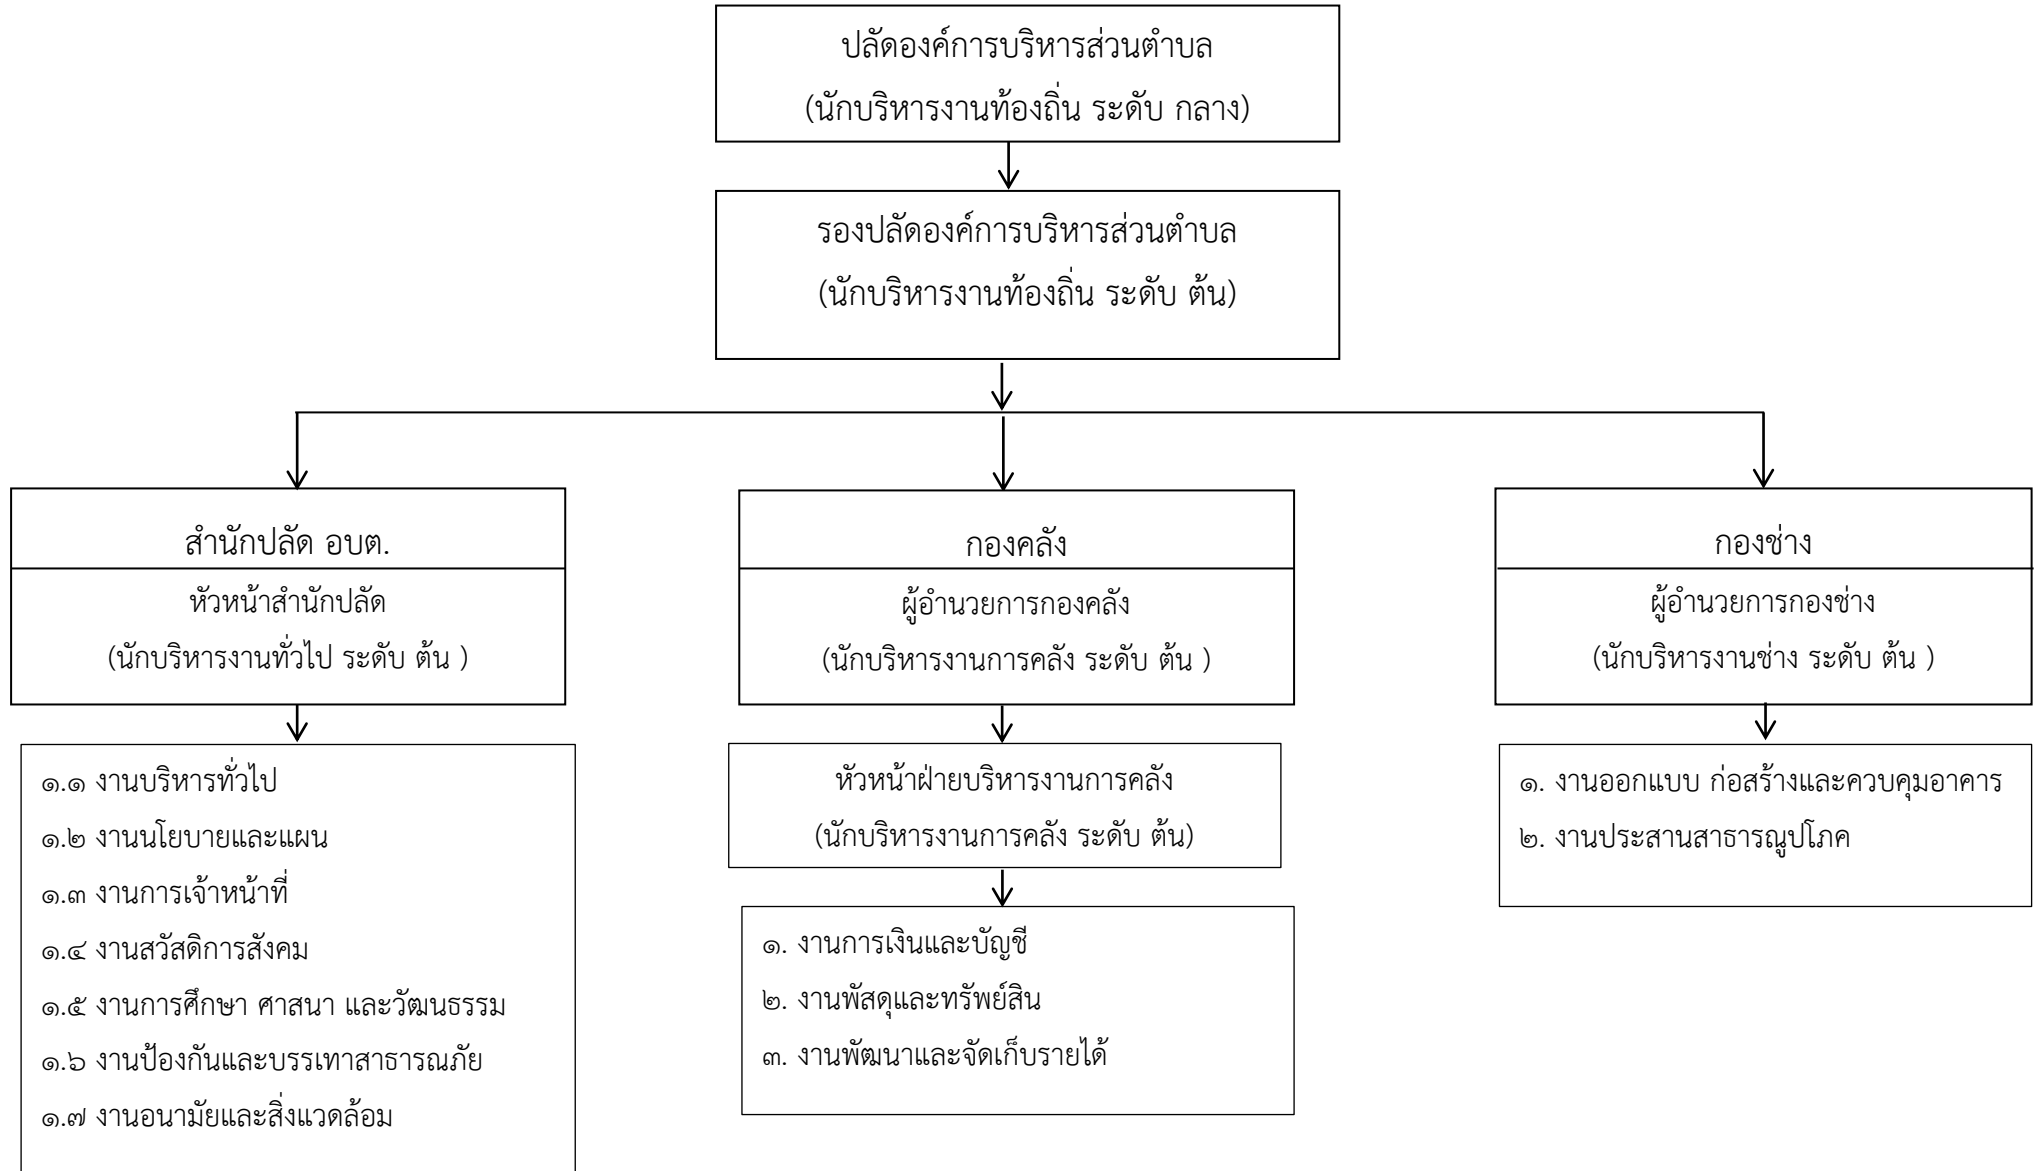 ปลัดองค์การบริหารส่วนตำบล
(นักบริหารงานท้องถิ่น ระดับ กลาง)
รองปลัดองค์การบริหารส่วนตำบล
(นักบริหารงานท้องถิ่น ระดับ ต้น)
สำนักปลัด อบต.
หัวหน้าสำนักปลัด
(นักบริหารงานทั่วไป ระดับ ต้น )
๑.๑ งานบริหารทั่วไป
๑.๒ งานนโยบายและแผน
๑.๓ งานการเจ้าหน้าที่
๑.๔ งานสวัสดิการสังคม
๑.๕ งานการศึกษา ศาสนา และวัฒนธรรม
๑.๖ งานป้องกันและบรรเทาสาธารณภัย
๑.๗ งานอนามัยและสิ่งแวดล้อม
กองคลัง
ผู้อำนวยการกองคลัง
(นักบริหารงานการคลัง ระดับ ต้น )
หัวหน้าฝ่ายบริหารงานการคลัง
(นักบริหารงานการคลัง ระดับ ต้น)
๑. งานการเงินและบัญชี
๒. งานพัสดุและทรัพย์สิน
๓. งานพัฒนาและจัดเก็บรายได้
กองช่าง
ผู้อำนวยการกองช่าง
(นักบริหารงานช่าง ระดับ ต้น )
๑. งานออกแบบ ก่อสร้างและควบคุมอาคาร
๒. งานประสานสาธารณูปโภค